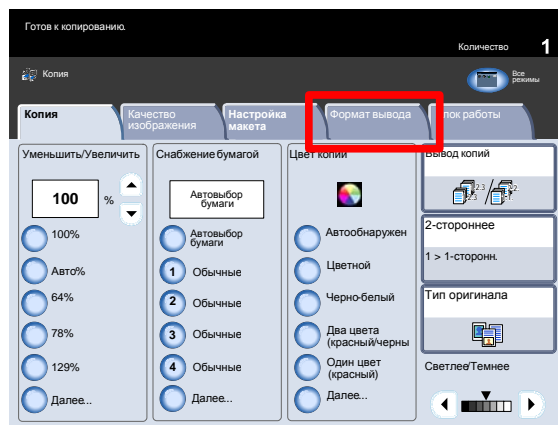 Готов к копированию.
Количество 1
Копия
Все
режимы
Копия
Качество
изображения
Настройка
макета
Формат вывода
лок работы
Уменьшить/Увеличить
100 %
100%
Авто%
64%
78%
129%
Далее...
Снабжение бумагой
Автовыбор
бумаги
Автовыбор
бумаги
1 Обычные
2 Обычные
3 Обычные
4 Обычные
Далее...
Цвет копии
Автообнаружен
Цветной
Черно-белый
Два цвета
(красный/черны
Один цвет
(красный)
Далее...
Вывод копий
2-стороннее
1 > 1-сторонн.
Тип оригинала
Светлее/Темнее